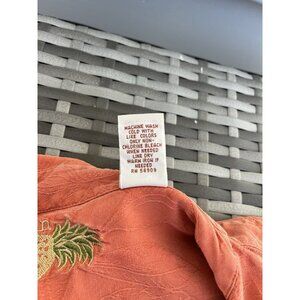 MACHINE WASH
COLD WITH
LIKE COLORS
ONLY NON-
CHLORINE BLEACH
WHEN NEEDED
LINE DRY
WARM IRON IF
NEEDED
RN 58909